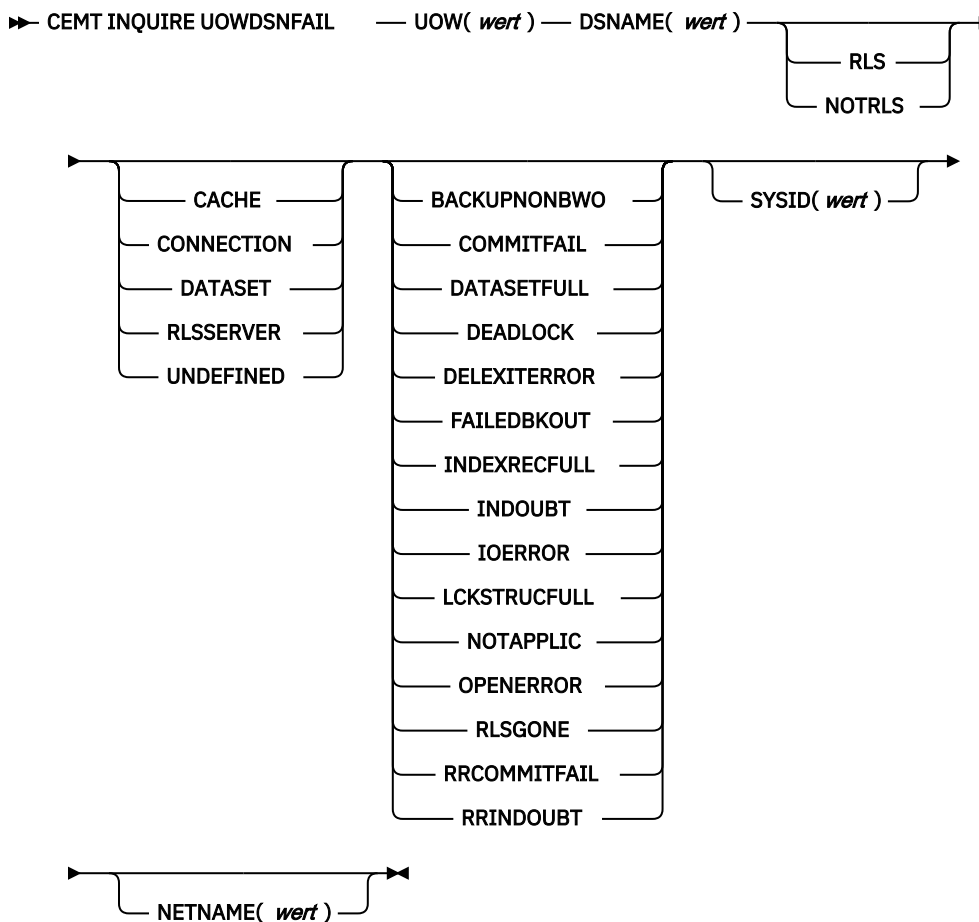 CEMT INQUIRE UOWDSNFAIL UOW( wert ) DSNAME( wert )
RLS
NOTRLS
CACHE
CONNECTION
DATASET
RLSSERVER
UNDEFINED
BACKUPNONBWO
COMMITFAIL
DATASETFULL
DEADLOCK
DELEXITERROR
FAILEDBKOUT
INDEXRECFULL
INDOUBT
IOERROR
LCKSTRUCFULL
NOTAPPLIC
OPENERROR
RLSGONE
RRCOMMITFAIL
RRINDOUBT
SYSID( wert )
NETNAME( wert )